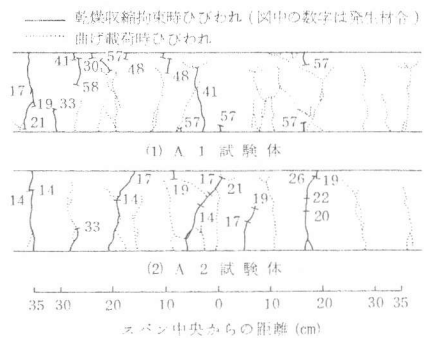 乾燥収縮拘束時ひびわれ (図中の数字は発生材令)
曲げ載荷時ひびわれ
41 30 57 48 48 57
58 41
17 19 33
21 57 57 57
(1) A 1 試験体
14 14 17 19 17 21 26 19
14 14 19 22
33 17 20
(2) A 2 試験体
35 30 20 10 0 10 20 30 35
スパン中央からの距離 (cm)